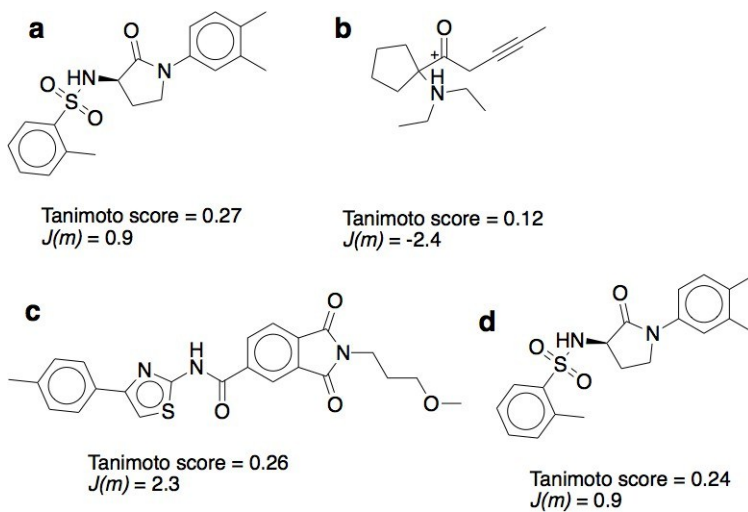 a
O
HN
N
O
S
O
Tanimoto score = 0.27
J(m) = 0.9
b
O
+
H
N
Tanimoto score = 0.12
J(m) = -2.4
c
O
H
N
N
N
S
O
O
O
Tanimoto score = 0.26
J(m) = 2.3
d
O
HN
N
O
S
O
Tanimoto score = 0.24
J(m) = 0.9